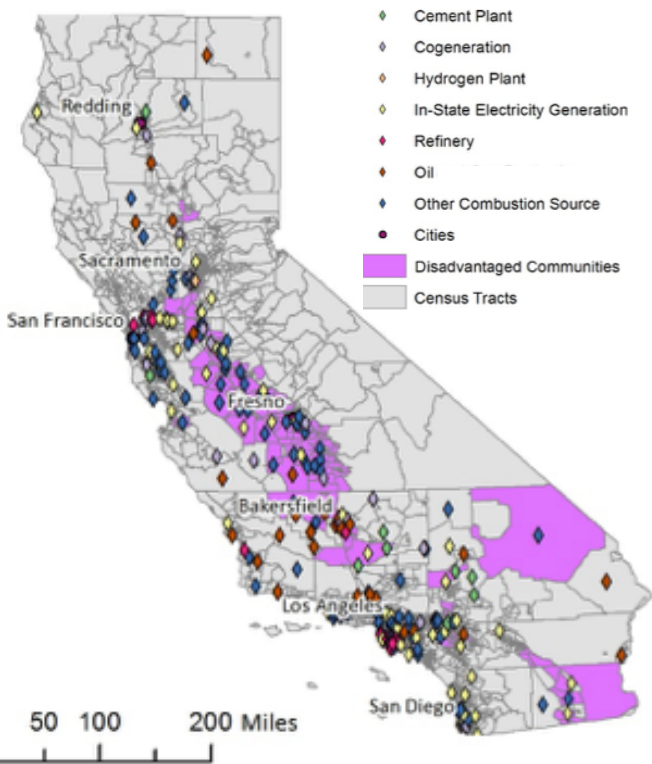 Cement Plant
Cogeneration
Hydrogen Plant
In-State Electricity Generation
Refinery
Oil
Other Combustion Source
Cities
Disadvantaged Communities
Census Tracts
Redding
Sacramento
San Francisco
Fresno
Bakersfield
Los Angeles
San Diego
50 100 200 Miles